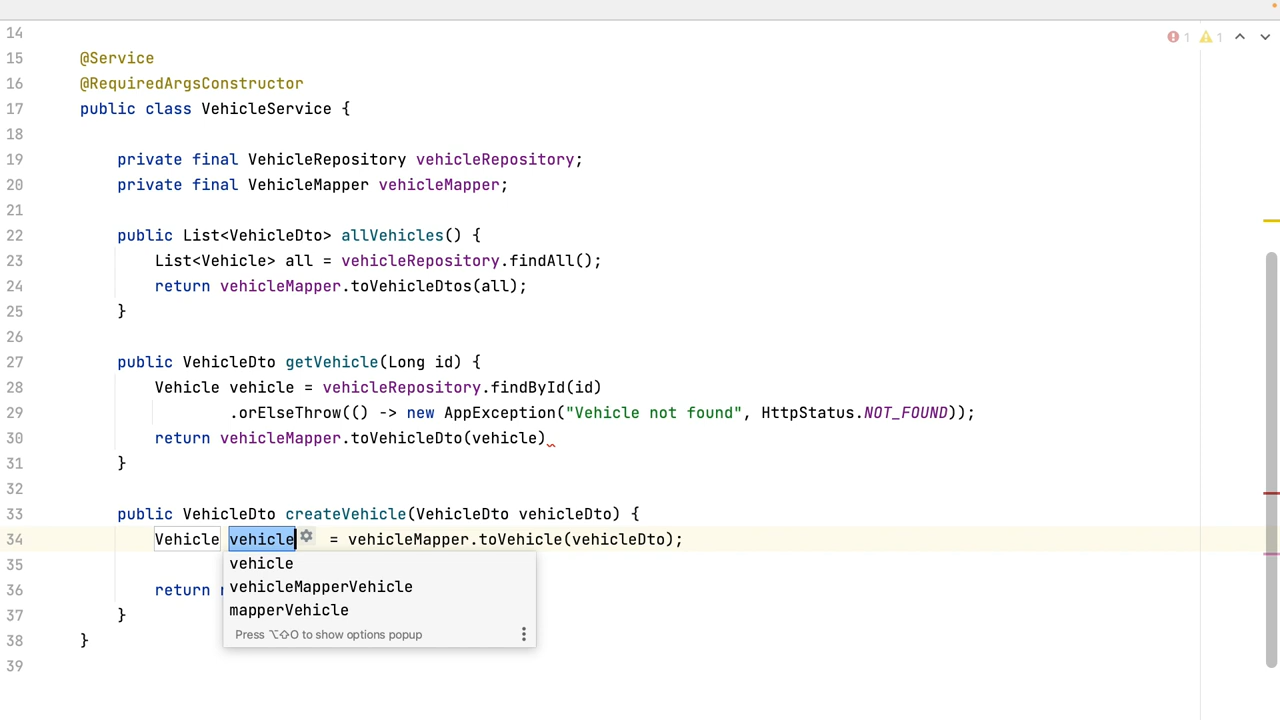 1 1
14
15 @Service
16 @RequiredArgsConstructor
17 public class VehicleService {
18
19 private final VehicleRepository vehicleRepository;
20 private final VehicleMapper vehicleMapper;
21
22 public List<VehicleDto> allVehicles() {
23 List<Vehicle> all = vehicleRepository.findAll();
24 return vehicleMapper.toVehicleDtos(all);
25 }
26
27 public VehicleDto getVehicle(Long id) {
28 Vehicle vehicle = vehicleRepository.findById(id)
29 .orElseThrow(() -> new AppException("Vehicle not found", HttpStatus.NOT_FOUND));
30 return vehicleMapper.toVehicleDto(vehicle)
31 }
32
33 public VehicleDto createVehicle(VehicleDto vehicleDto) {
34 Vehicle vehicle = vehicleMapper.toVehicle(vehicleDto);
vehicle
35
vehicleMapperVehicle
36 return
mapperVehicle
37 }
Press ⌥⇧O to show options popup
38 }
39